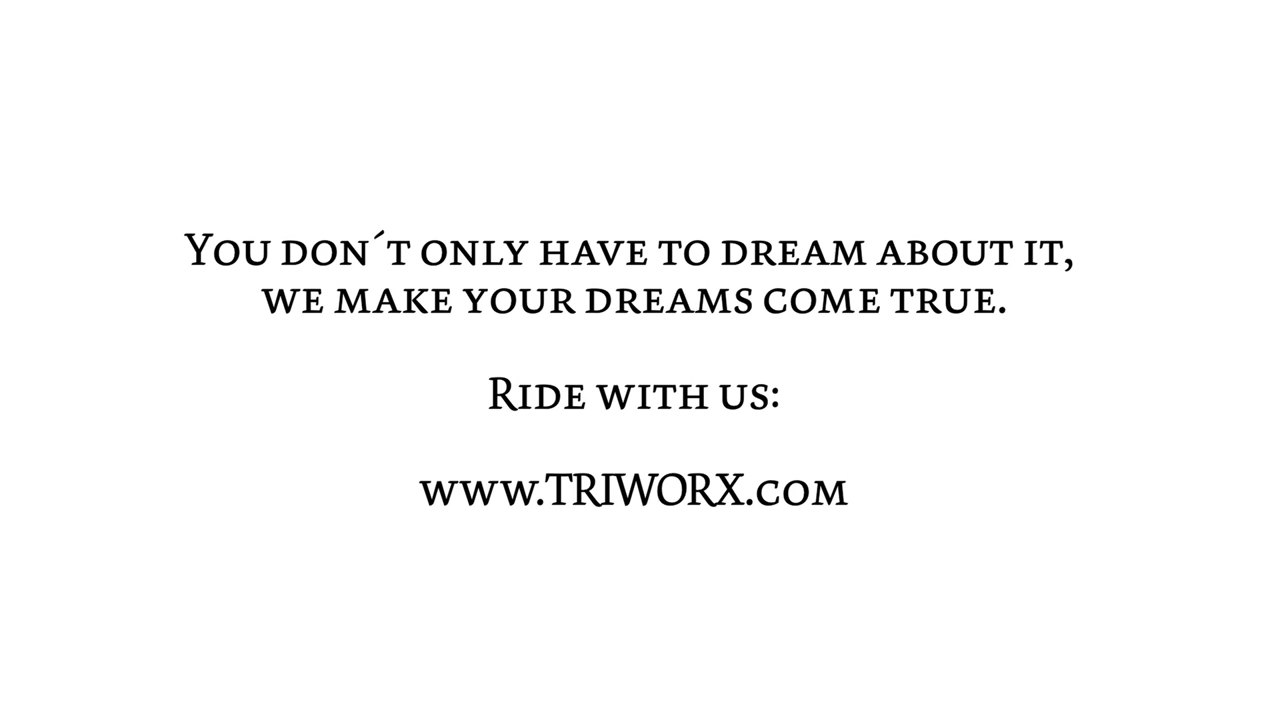 You don´t only have to dream about it,
we make your dreams come true.
Ride with us:
www.TRIWORX.com